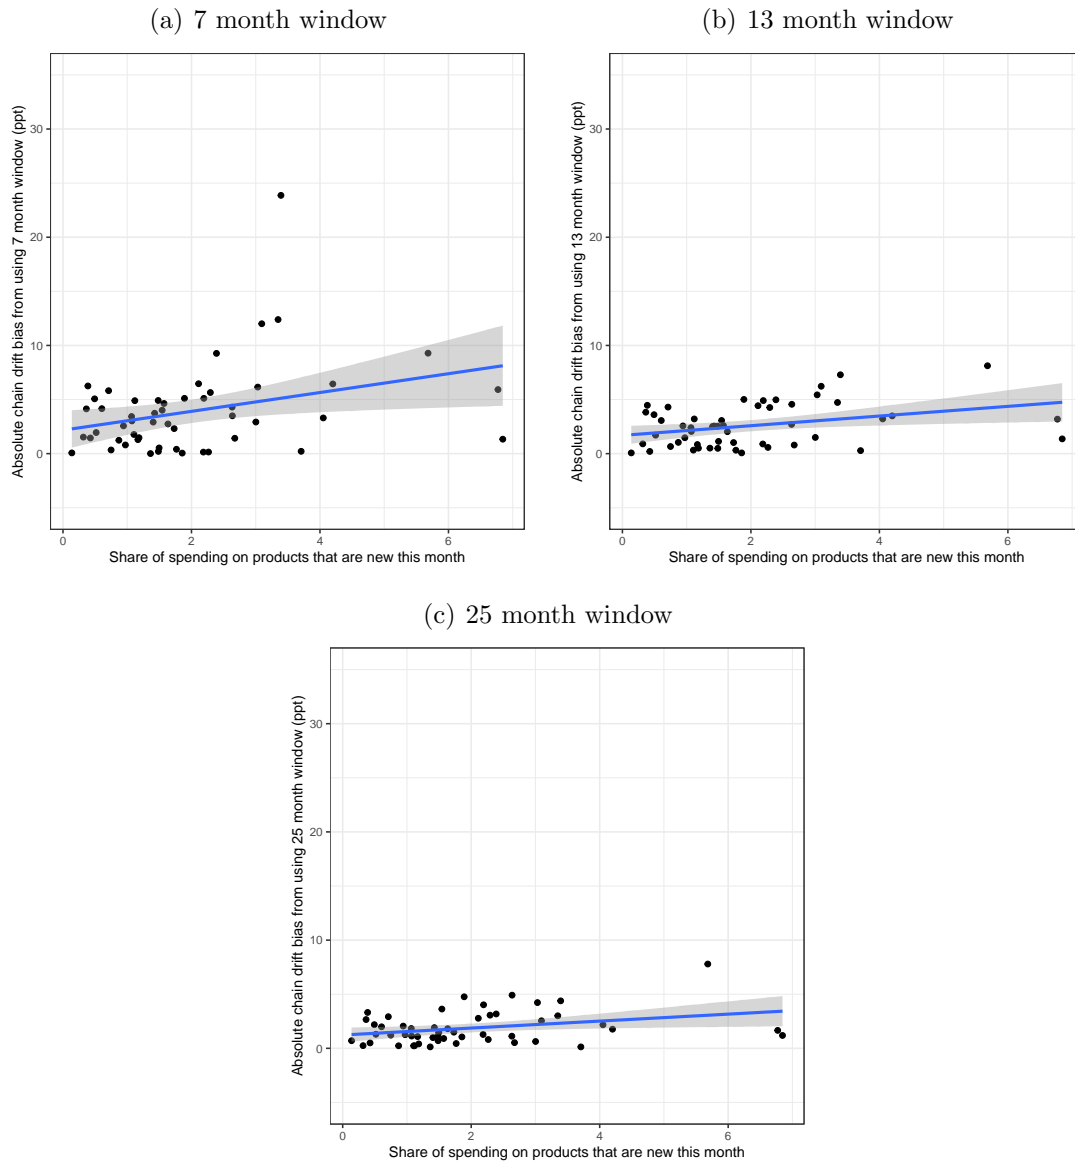 (a) 7 month window
Absolute chain drift bias from using 7 month window (ppt)
30
20
10
0
0 2 4 6
Share of spending on products that are new this month
(b) 13 month window
Absolute chain drift bias from using 13 month window (ppt)
30
20
10
0
0 2 4 6
Share of spending on products that are new this month
(c) 25 month window
Absolute chain drift bias from using 25 month window (ppt)
30
20
10
0
0 2 4 6
Share of spending on products that are new this month